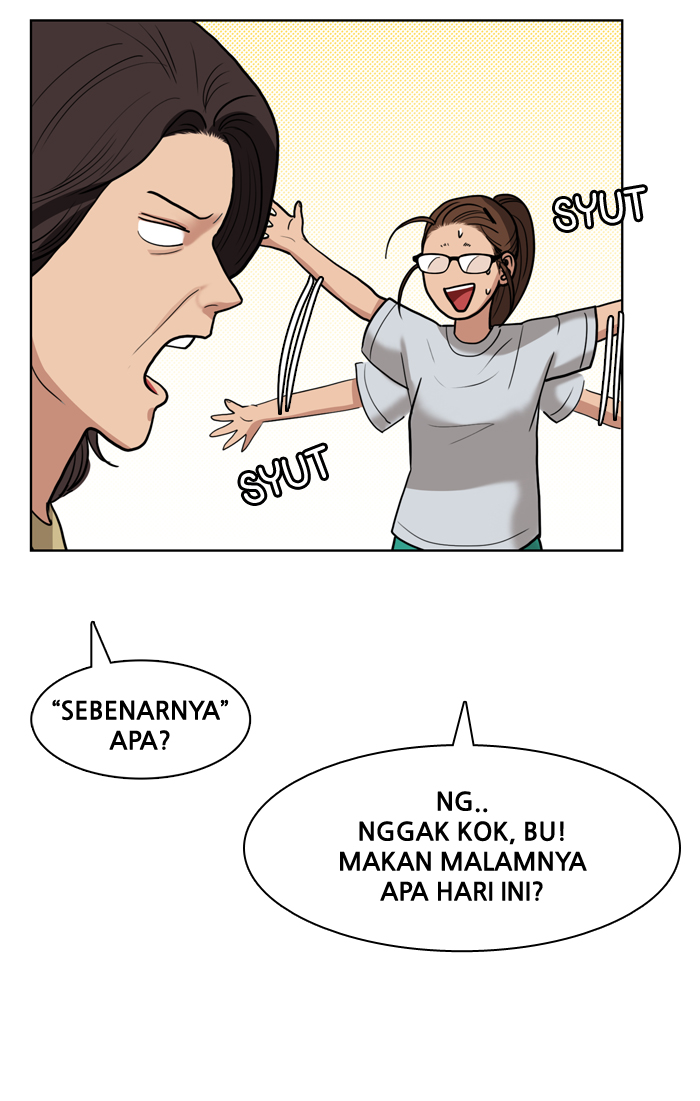 SYUT
SYUT
“SEBENARNYA”
APA?
NG..
NGGAK KOK, BU!
MAKAN MALAMNYA
APA HARI INI?